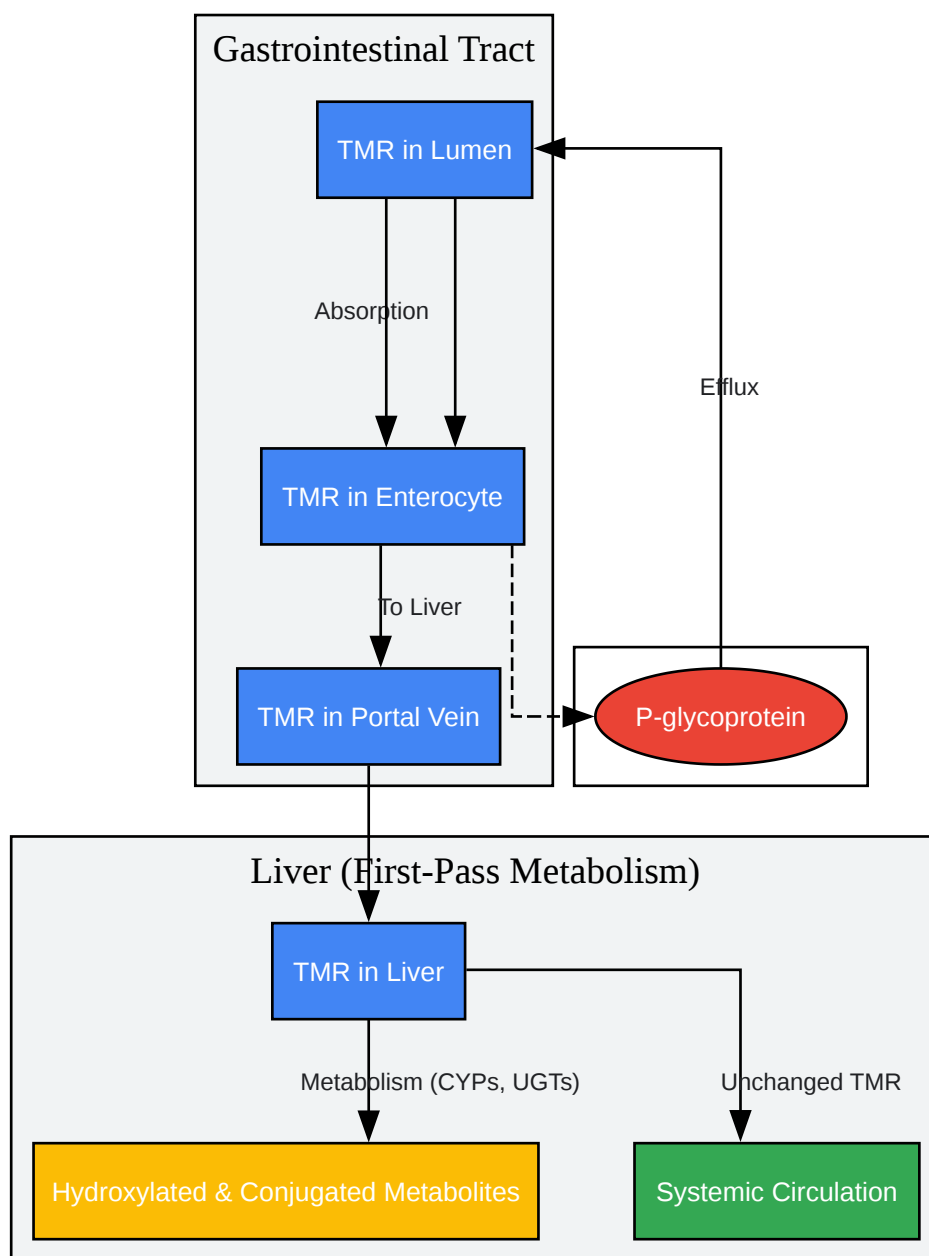 Gastrointestinal Tract
TMR in Lumen
Absorption
Efflux
TMR in Enterocyte
To Liver
TMR in Portal Vein
P-glycoprotein
Liver (First-Pass Metabolism)
TMR in Liver
Metabolism (CYPs, UGTs)
Unchanged TMR
Hydroxylated & Conjugated Metabolites
Systemic Circulation